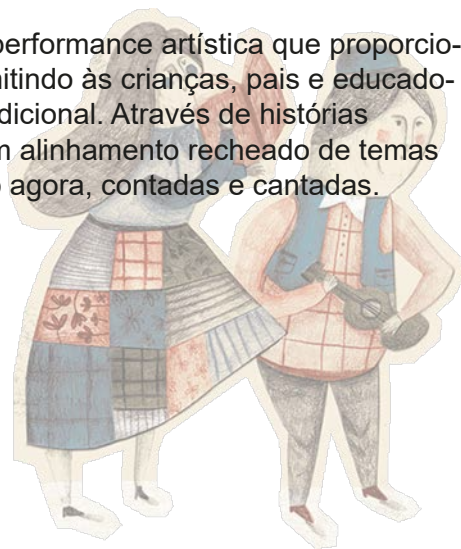 performance artística que proporcio-
nitindo às crianças, pais e educado-
dicional. Através de histórias
m alinhamento recheado de temas
o agora, contadas e cantadas.